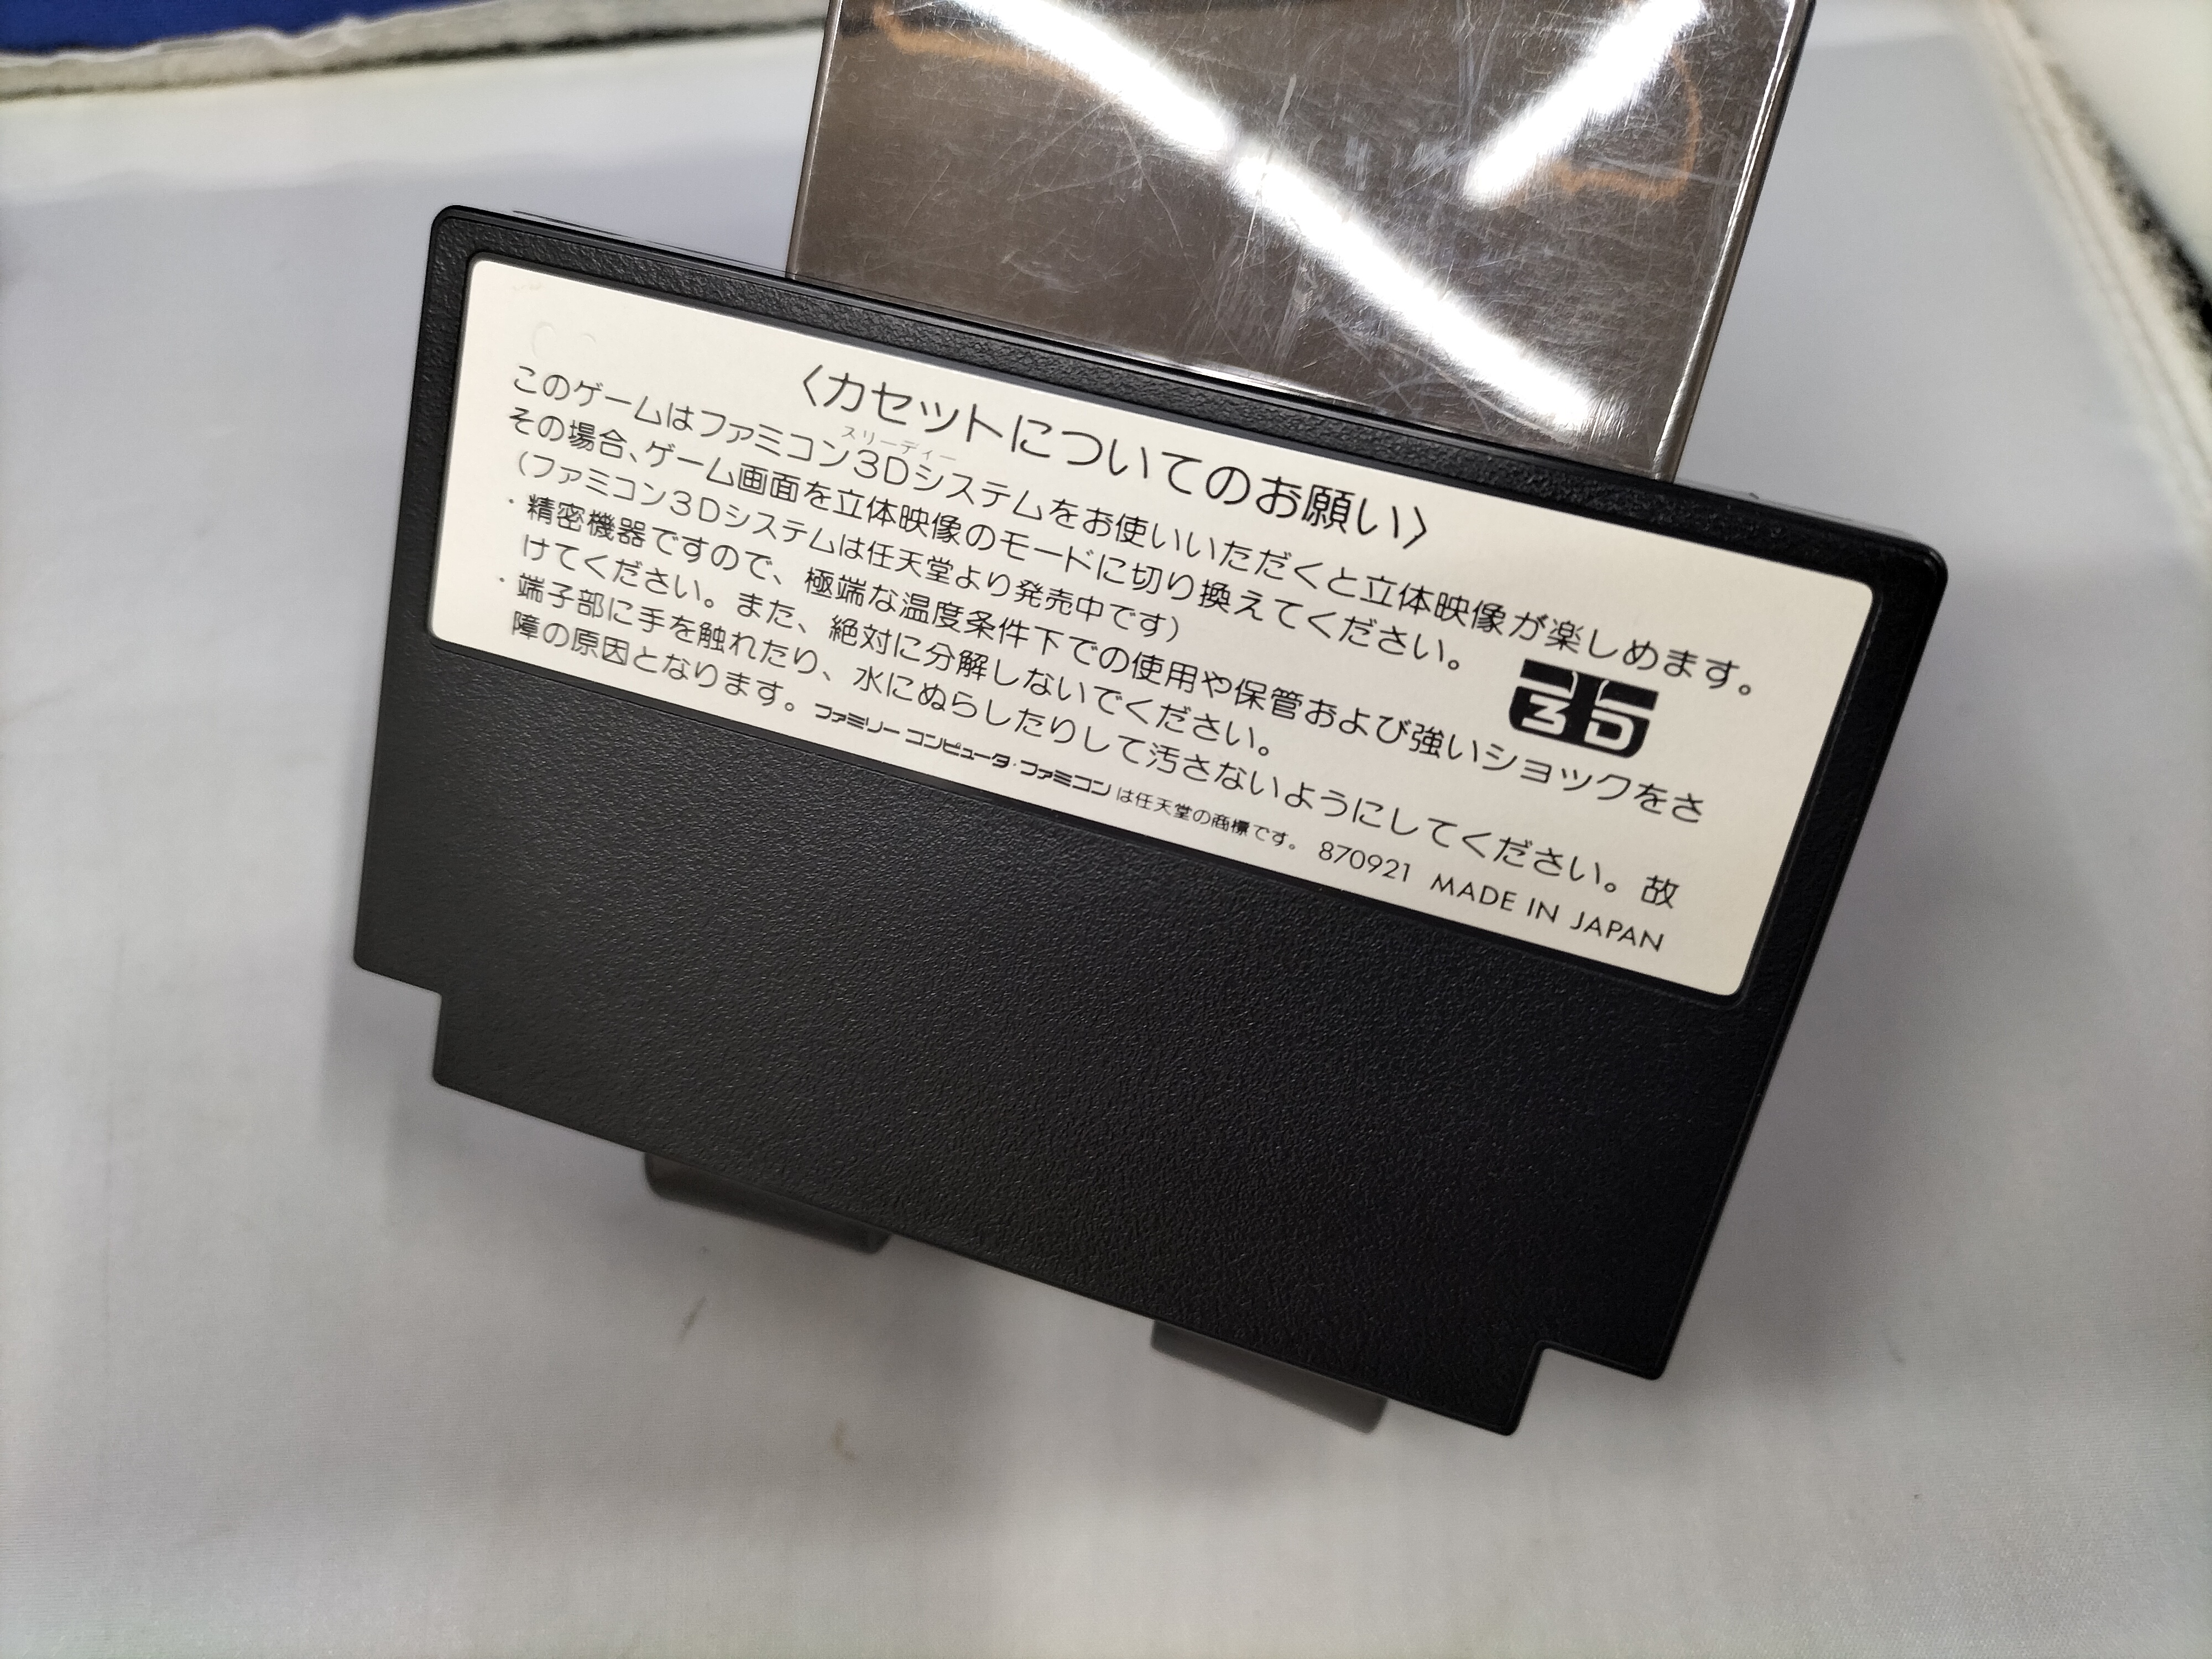 〈カセットについてのお願い〉
スリーディー
このゲームはファミコン3Dシステムをお使いいただくと立体映像が楽しめます。
その場合、ゲーム画面を立体映像のモードに切り換えてください。
(ファミコン3Dシステムは任天堂より発売中です)
3D
・精密機器ですので、極端な温度条件下での使用や保管および強いショックをさ
けてください。また、絶対に分解しないでください。
・端子部に手を触れたり、水にぬらしたりして汚さないようにしてください。故
障の原因となります。
ファミリー コンピュータ・ファミコン は任天堂の商標です。 870921 MADE IN JAPAN